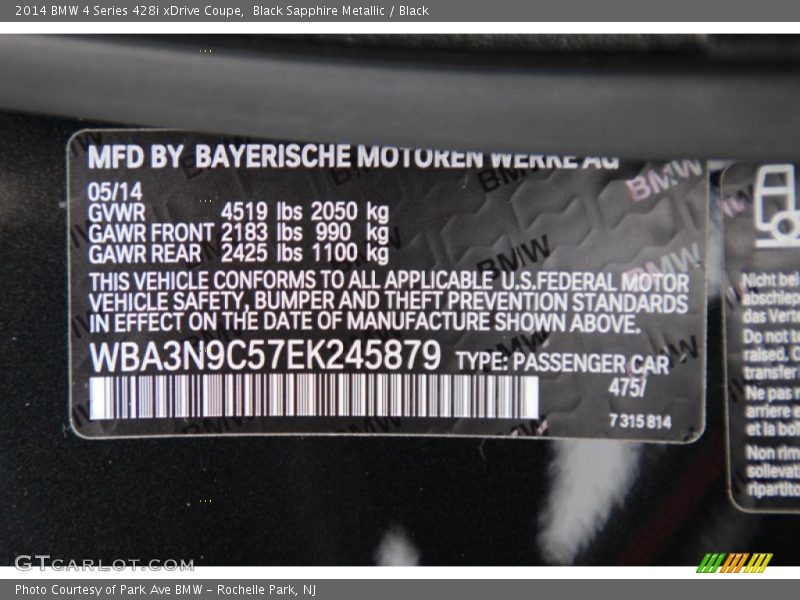 2014 BMW 4 Series 428i xDrive Coupe,  Black Sapphire Metallic / Black
MFD BY BAYERISCHE MOTOREN WERKE AG
05/14
GVWR 4519 lbs 2050 kg
GAWR FRONT 2183 lbs 990 kg
GAWR REAR 2425 lbs 1100 kg
THIS VEHICLE CONFORMS TO ALL APPLICABLE U.S.FEDERAL MOTOR
VEHICLE SAFETY, BUMPER AND THEFT PREVENTION STANDARDS
IN EFFECT ON THE DATE OF MANUFACTURE SHOWN ABOVE.
WBA3N9C57EK245879 TYPE: PASSENGER CAR
475/
7 315 814
Nicht bei
abschlep
das Verte
Do not to
raised. C
transfer
Ne pas r
arriere e
et la boî
Non rim
sollevat
ripartito
GTCARLOT.COM
Photo Courtesy of Park Ave BMW - Rochelle Park, NJ